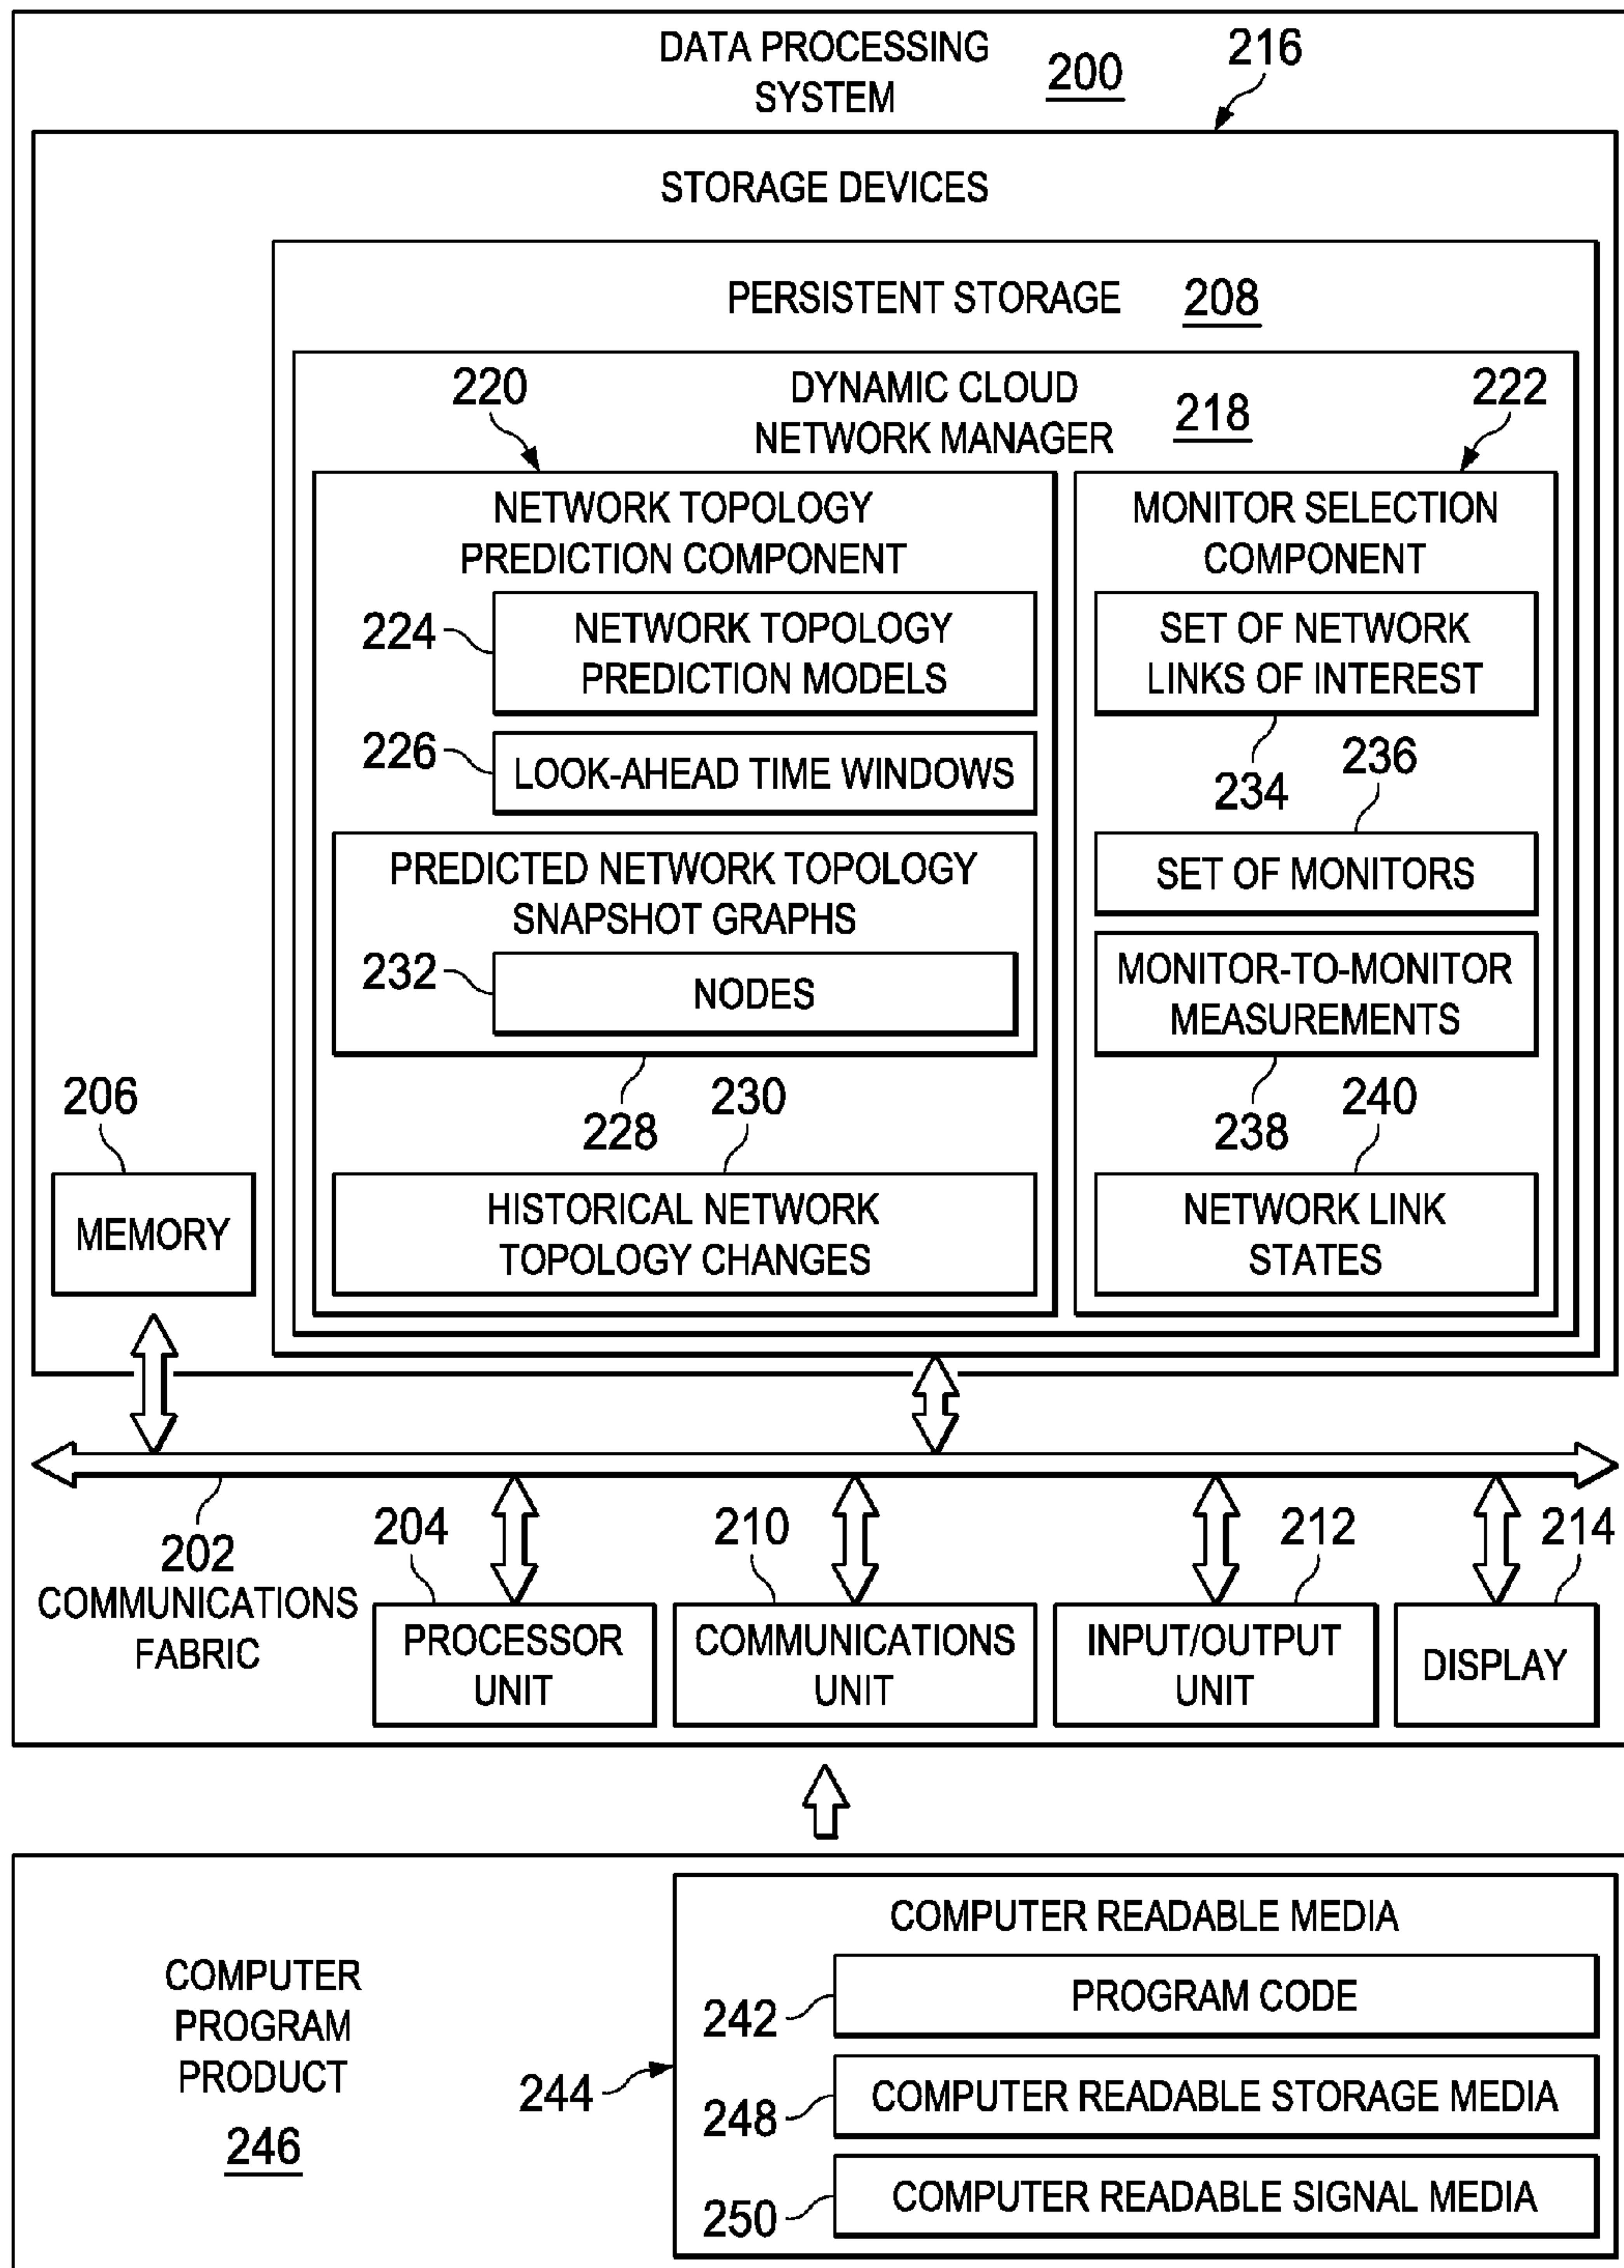 DATA PROCESSING
SYSTEM
200
216
STORAGE DEVICES
PERSISTENT STORAGE
208
DYNAMIC CLOUD
NETWORK MANAGER
218
220
222
NETWORK TOPOLOGY
PREDICTION COMPONENT
224
NETWORK TOPOLOGY
PREDICTION MODELS
226
LOOK-AHEAD TIME WINDOWS
PREDICTED NETWORK TOPOLOGY
SNAPSHOT GRAPHS
232
NODES
228
230
HISTORICAL NETWORK
TOPOLOGY CHANGES
MONITOR SELECTION
COMPONENT
SET OF NETWORK
LINKS OF INTEREST
234
236
SET OF MONITORS
MONITOR-TO-MONITOR
MEASUREMENTS
238
240
NETWORK LINK
STATES
206
MEMORY
202
COMMUNICATIONS
FABRIC
204
PROCESSOR
UNIT
210
COMMUNICATIONS
UNIT
212
INPUT/OUTPUT
UNIT
214
DISPLAY
COMPUTER
PROGRAM
PRODUCT
246
244
COMPUTER READABLE MEDIA
242
PROGRAM CODE
248
COMPUTER READABLE STORAGE MEDIA
250
COMPUTER READABLE SIGNAL MEDIA